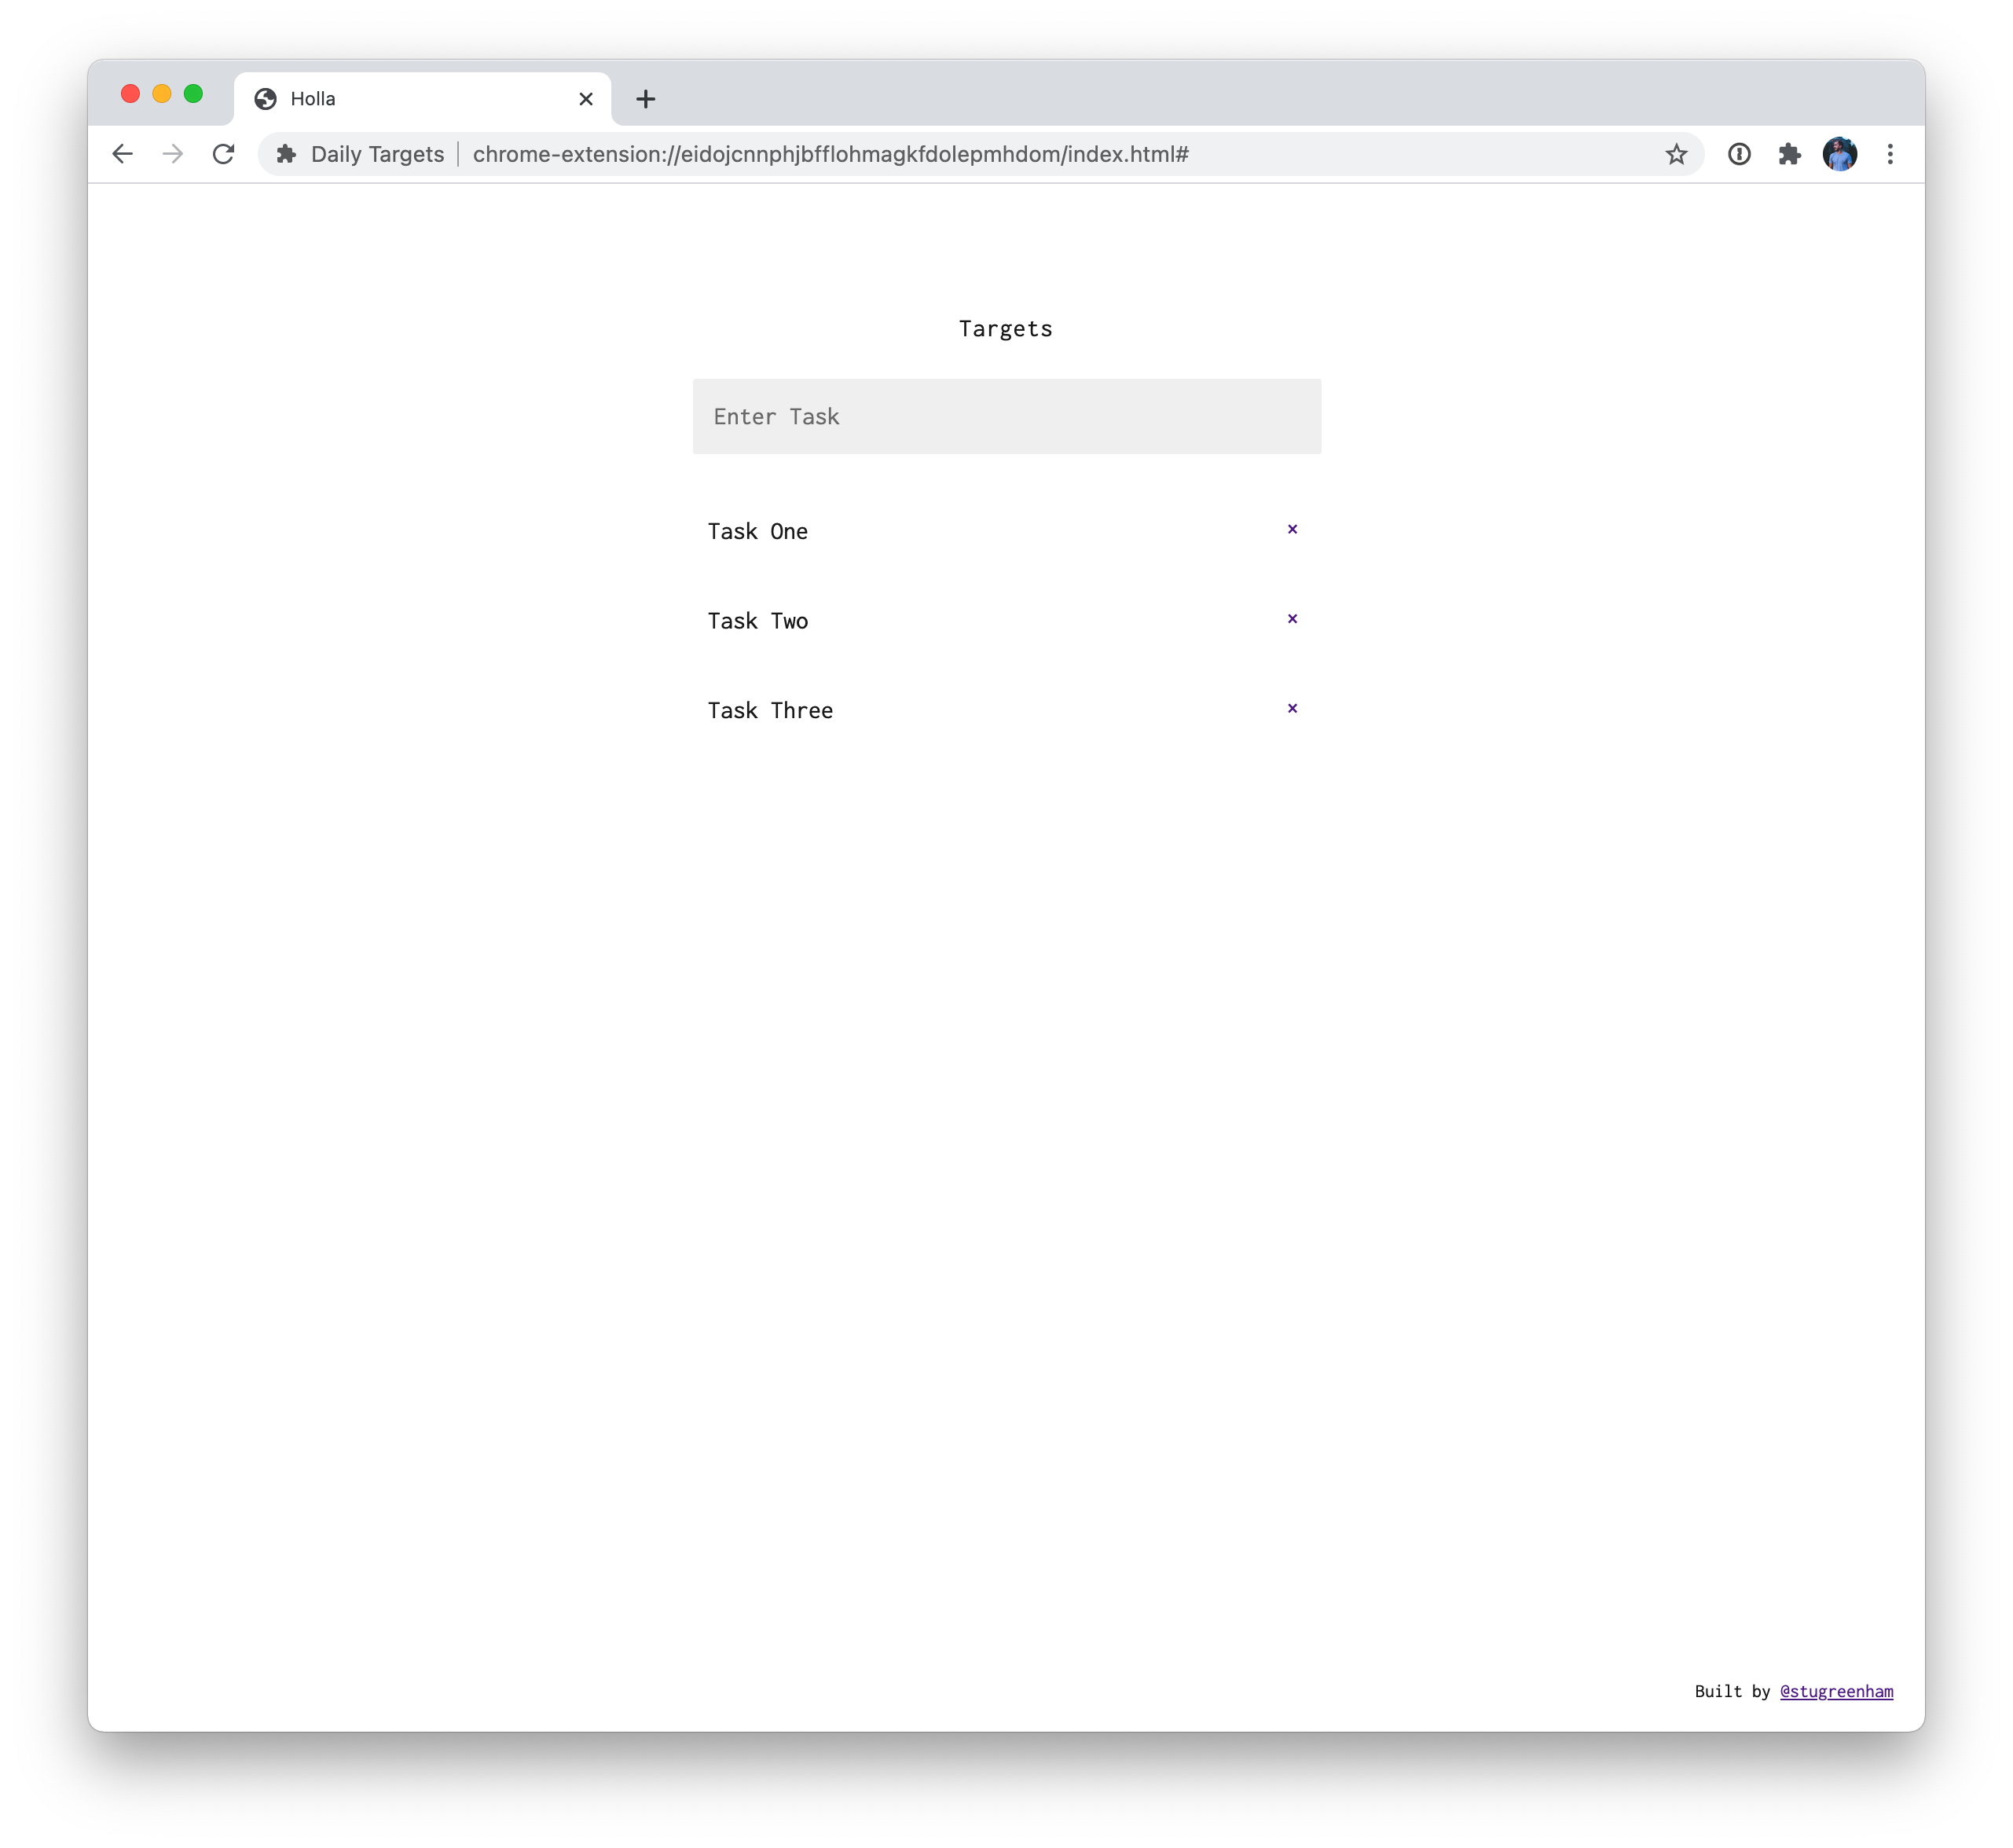 Holla
Daily Targets chrome-extension://eidojcnnphjbfflohmagkfdolepmhdom/index.html#
Targets
Enter Task
Task One ×
Task Two ×
Task Three ×
Built by @stugreenham